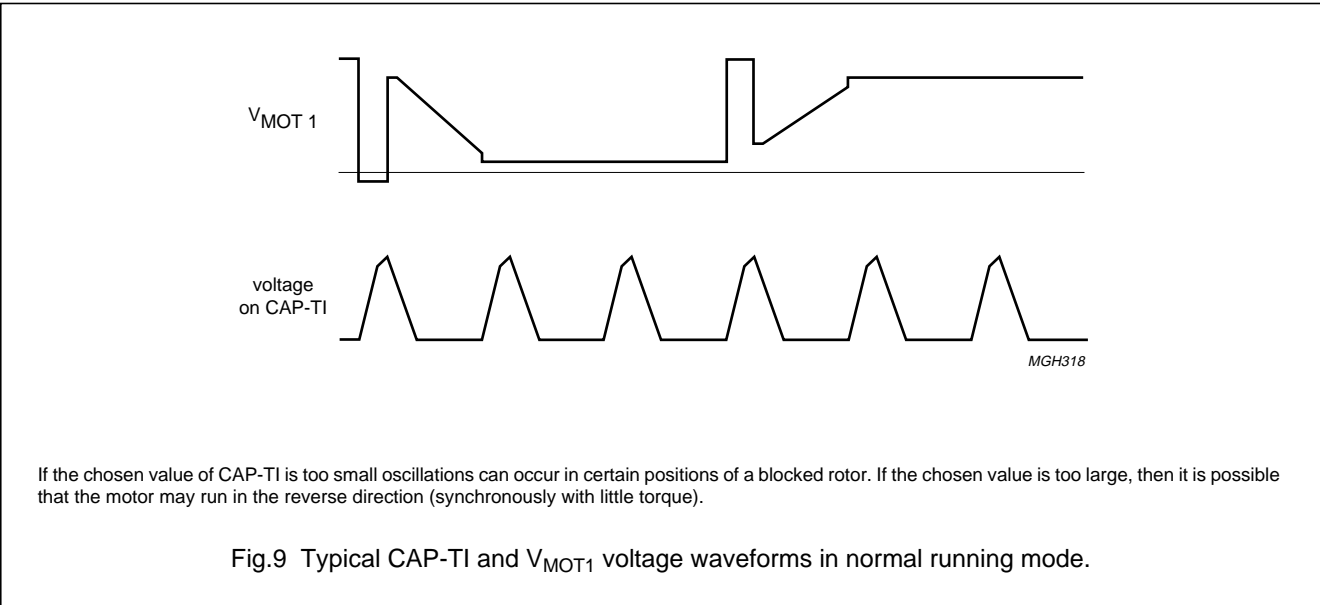 VMOT 1
voltage
on CAP-TI
MGH318
If the chosen value of CAP-TI is too small oscillations can occur in certain positions of a blocked rotor. If the chosen value is too large, then it is possible
that the motor may run in the reverse direction (synchronously with little torque).
Fig.9 Typical CAP-TI and VMOT1 voltage waveforms in normal running mode.